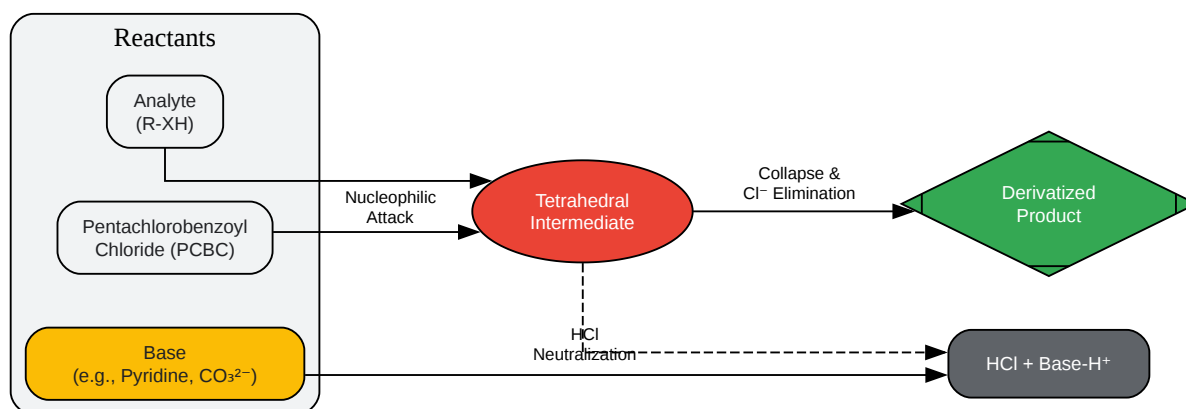 Reactants
Analyte
(R-XH)
Pentachlorobenzoyl
Chloride (PCBC)
Base
(e.g., Pyridine, CO₃²⁻)
Nucleophilic
Attack
Tetrahedral
Intermediate
Collapse &
Cl⁻ Elimination
Derivatized
Product
HCl
Neutralization
HCl + Base-H⁺